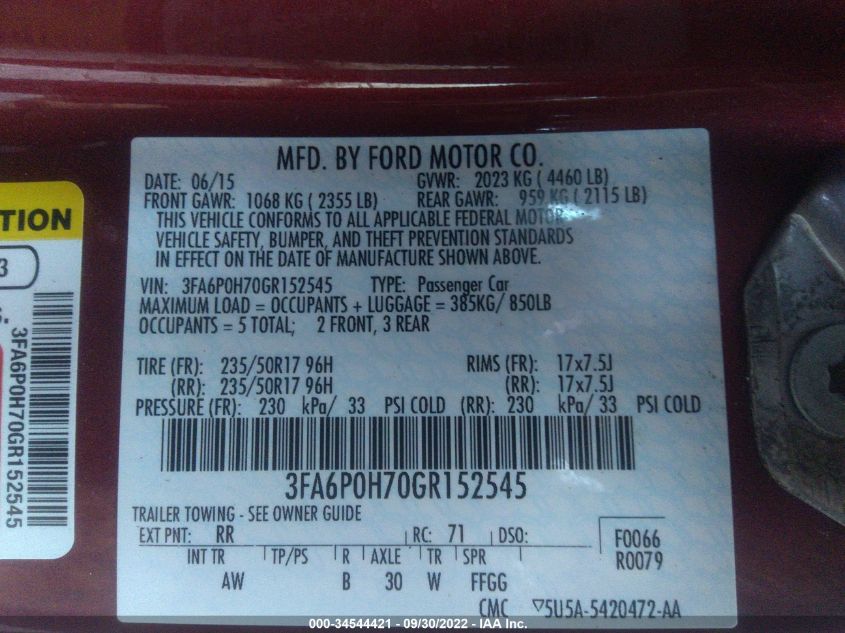 MFD. BY FORD MOTOR CO.
DATE: 06/15 GVWR: 2023 KG ( 4460 LB)
FRONT GAWR: 1068 KG ( 2355 LB) REAR GAWR: 959 KG ( 2115 LB)
THIS VEHICLE CONFORMS TO ALL APPLICABLE FEDERAL MOTOR
VEHICLE SAFETY, BUMPER, AND THEFT PREVENTION STANDARDS
IN EFFECT ON THE DATE OF MANUFACTURE SHOWN ABOVE.
VIN: 3FA6P0H70GR152545 TYPE: Passenger Car
MAXIMUM LOAD = OCCUPANTS + LUGGAGE = 385KG/ 850LB
OCCUPANTS = 5 TOTAL; 2 FRONT, 3 REAR
TIRE (FR): 235/50R17 96H RIMS (FR): 17x7.5J
(RR): 235/50R17 96H (RR): 17x7.5J
PRESSURE (FR): 230 kPa/ 33 PSI COLD (RR): 230 kPa/ 33 PSI COLD
3FA6P0H70GR152545
TRAILER TOWING - SEE OWNER GUIDE
EXT PNT: RR RC: 71 DSO: F0066
R0079
INT TR TP/PS R AXLE TR SPR
AW B 30 W FFGG
CMC ▽5U5A-5420472-AA
TION
3
3FA6P0H70GR152545
000-34544421 - 09/30/2022 - IAA Inc.